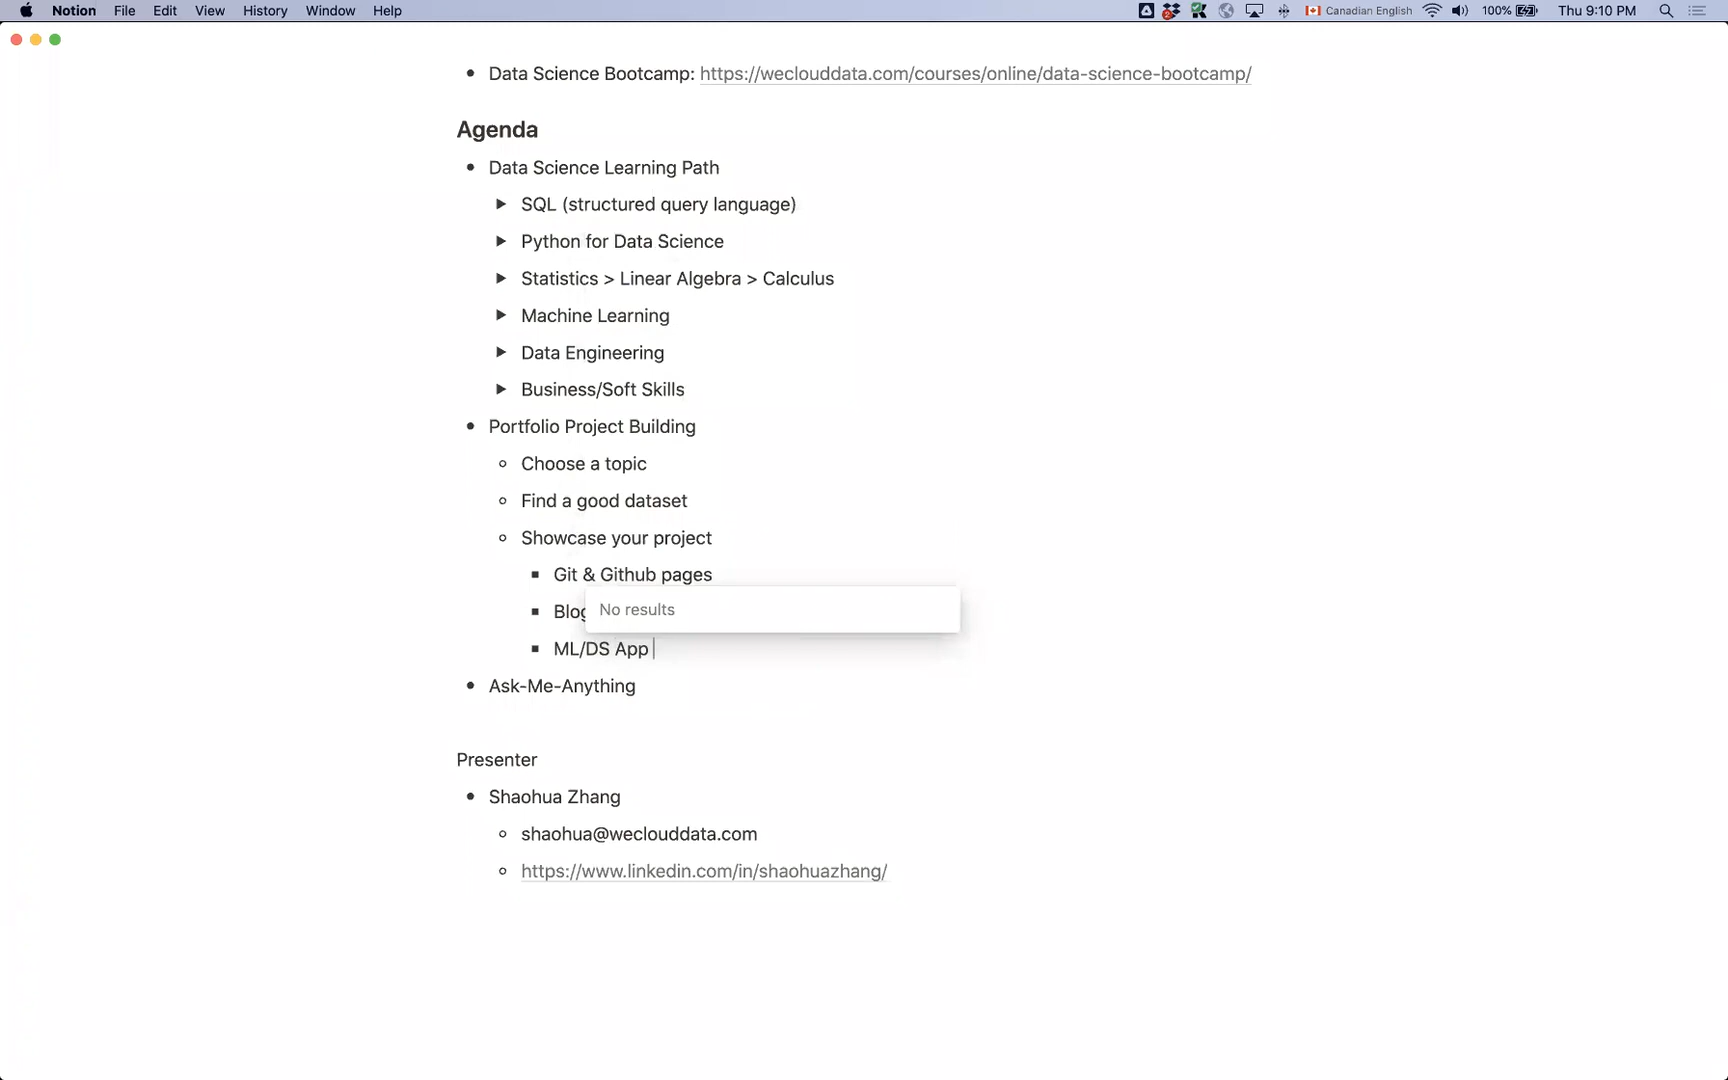 Notion File Edit View History Window Help 2 Canadian English 100% Thu 9:10 PM
Data Science Bootcamp: https://weclouddata.com/courses/online/data-science-bootcamp/
Agenda
Data Science Learning Path
SQL (structured query language)
Python for Data Science
Statistics > Linear Algebra > Calculus
Machine Learning
Data Engineering
Business/Soft Skills
Portfolio Project Building
Choose a topic
Find a good dataset
Showcase your project
Git & Github pages
Blog
No results
ML/DS App
Ask-Me-Anything
Presenter
Shaohua Zhang
shaohua@weclouddata.com
https://www.linkedin.com/in/shaohuazhang/